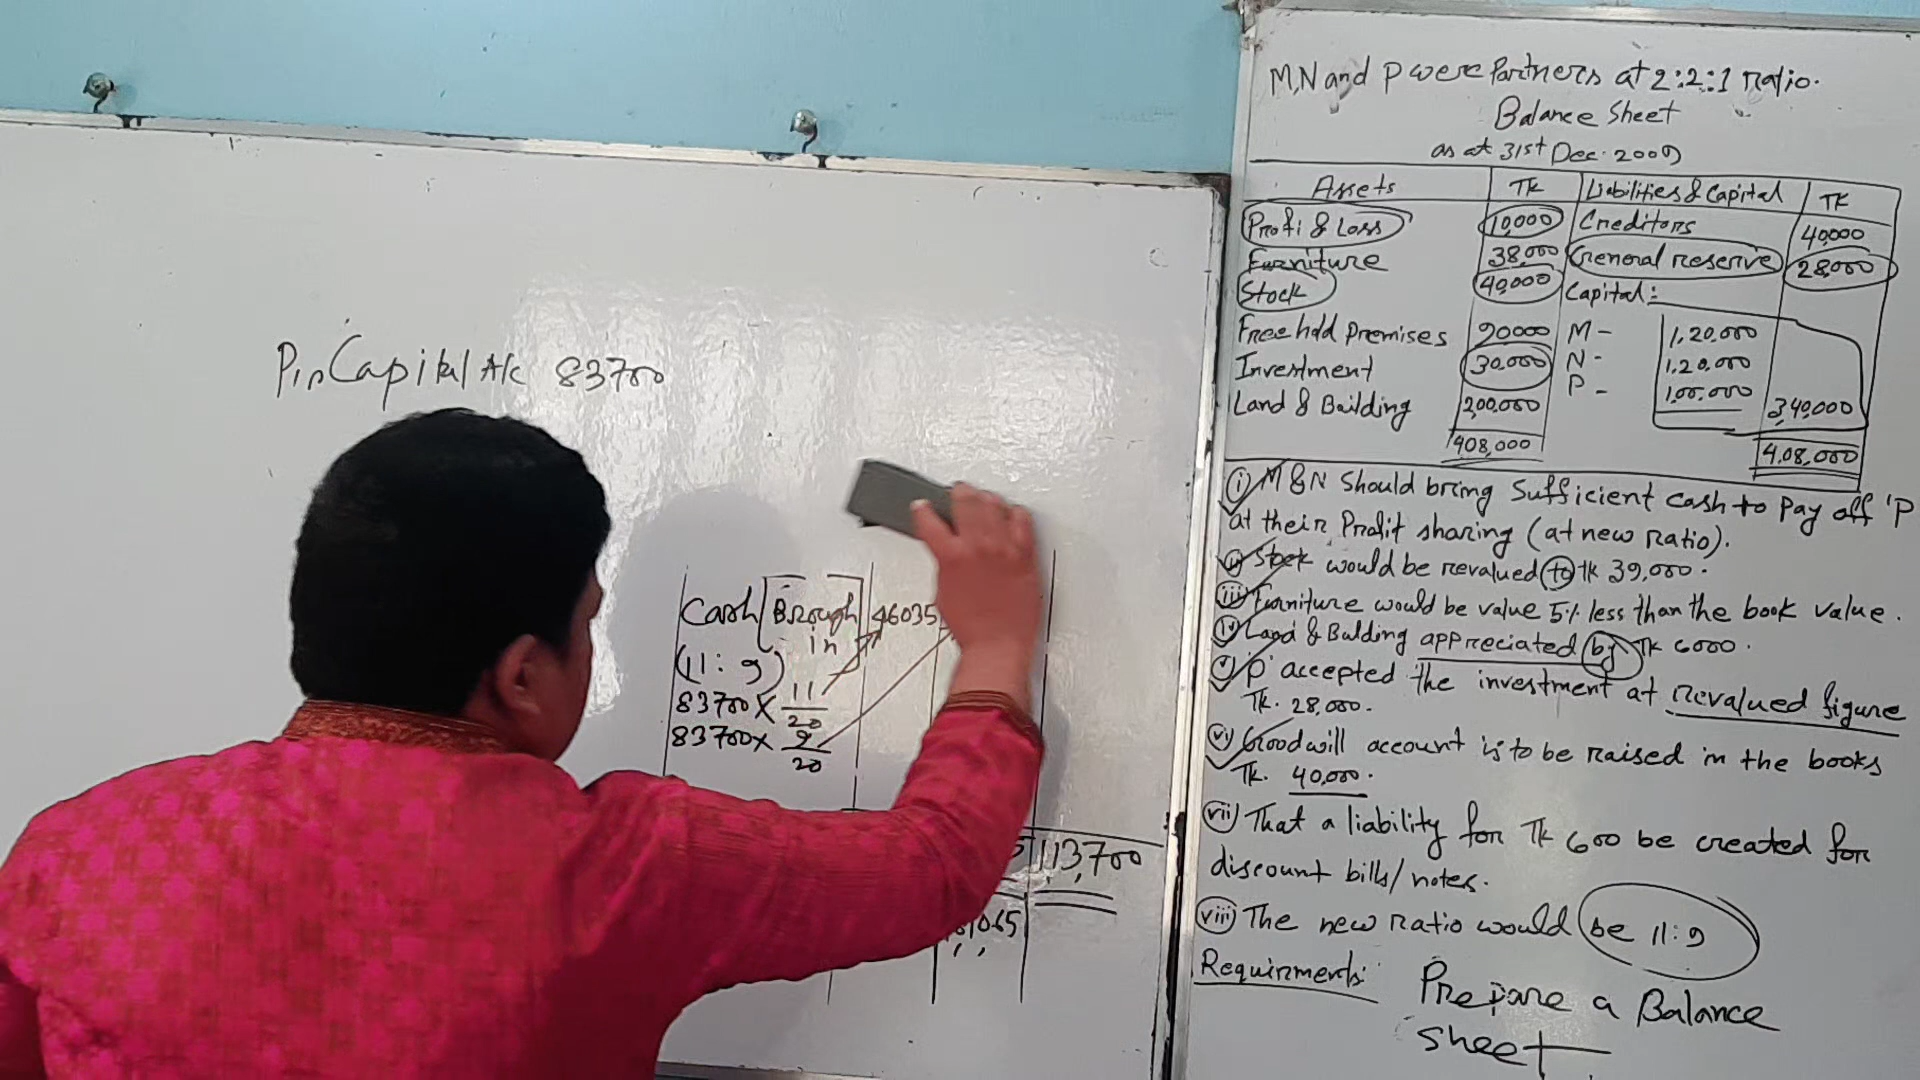 P in Capital A/c 83700
Cash Brough in 46035
(11:9)
83700 × 11/20
83700 × 9/20
113,700
M,N and P were Partners at 2:2:1 ratio.
Balance Sheet
as at 31st Dec. 2009
Assets TK Liabilities & Capital TK
Profi & Loss 10,000 Creditors 40,000
Furniture 38,000 General reserve 28,000
Stock 40,000 Capital:
Free hold premises 90000 M- 1,20,000
Investment 30,000 N- 1,20,000
P- 1,00,000
Land & Building 200,000 3,40,000
408,000 4,08,000
i) M & N should bring sufficient cash to pay off 'P
at their Profit sharing (at new ratio).
ii) Stock would be revalued to tk 39,000.
iii) Furniture would be value 5% less than the book value.
iv) Land & Bulding appreciated by TK 6000.
v) 'P' accepted the investment at revalued figure
TK. 28,000.
vi) Goodwill account is to be raised in the books
Tk. 40,000.
vii) That a liability for TK 600 be created for
discount bills/notes.
viii) The new ratio would be 11:9
Requirments: Prepare a Balance
sheet